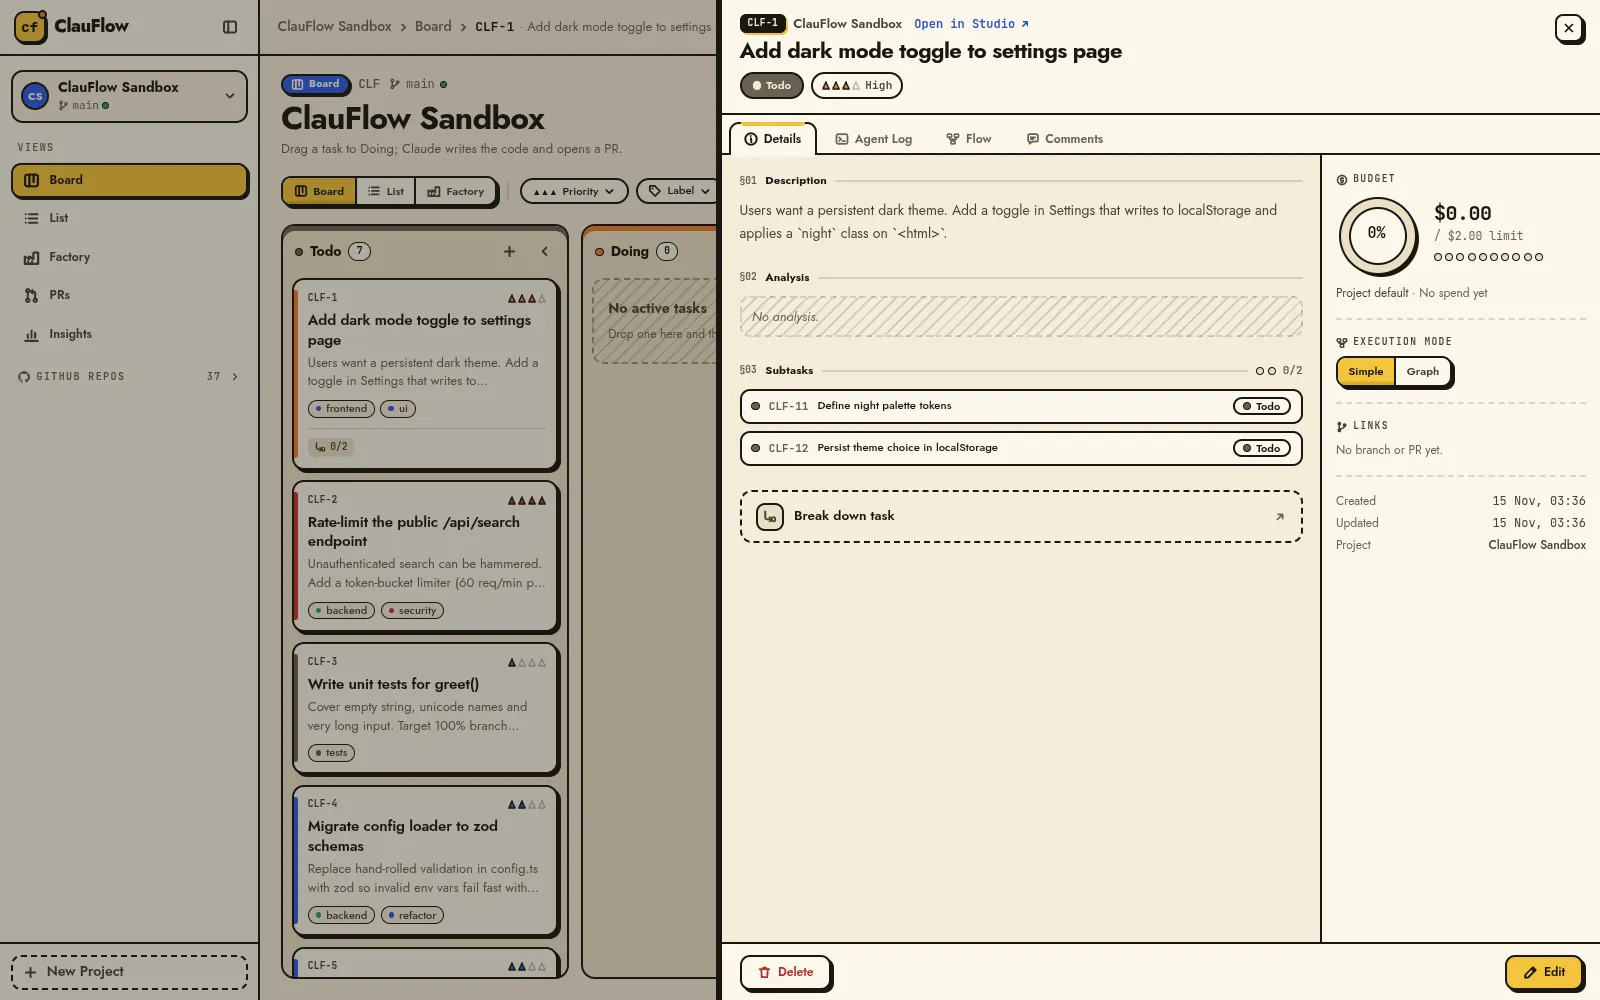 cf ClauFlow
CS ClauFlow Sandbox
main
VIEWS
Board
List
Factory
PRs
Insights
GITHUB REPOS 37
New Project
ClauFlow Sandbox > Board > CLF-1 · Add dark mode toggle to settings
Board CLF main
ClauFlow Sandbox
Drag a task to Doing; Claude writes the code and opens a PR.
Board List Factory Priority Label
Todo 7
CLF-1
Add dark mode toggle to settings
page
Users want a persistent dark theme. Add a
toggle in Settings that writes to…
frontend ui
0/2
CLF-2
Rate-limit the public /api/search
endpoint
Unauthenticated search can be hammered.
Add a token-bucket limiter (60 req/min p…
backend security
CLF-3
Write unit tests for greet()
Cover empty string, unicode names and
very long input. Target 100% branch…
tests
CLF-4
Migrate config loader to zod
schemas
Replace hand-rolled validation in config.ts
with zod so invalid env vars fail fast with…
backend refactor
CLF-5
Doing 0
No active tasks
Drop one here and th
CLF-1 ClauFlow Sandbox Open in Studio ↗
Add dark mode toggle to settings page
Todo High
Details Agent Log Flow Comments
§01 Description
Users want a persistent dark theme. Add a toggle in Settings that writes to localStorage and
applies a `night` class on `<html>`.
§02 Analysis
No analysis.
§03 Subtasks 0/2
CLF-11 Define night palette tokens Todo
CLF-12 Persist theme choice in localStorage Todo
Break down task
BUDGET
0%
$0.00
/ $2.00 limit
Project default · No spend yet
EXECUTION MODE
Simple Graph
LINKS
No branch or PR yet.
Created 15 Nov, 03:36
Updated 15 Nov, 03:36
Project ClauFlow Sandbox
Delete
Edit